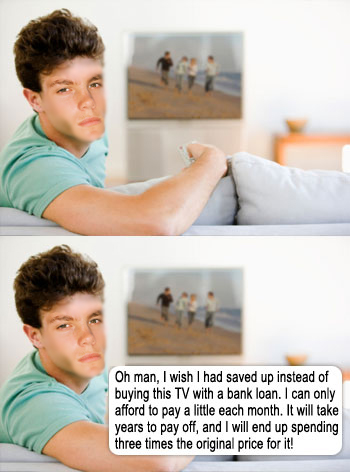 Oh man, I wish I had saved up instead of
buying this TV with a bank loan. I can only
afford to pay a little each month. It will take
years to pay off, and I will end up spending
three times the original price for it!